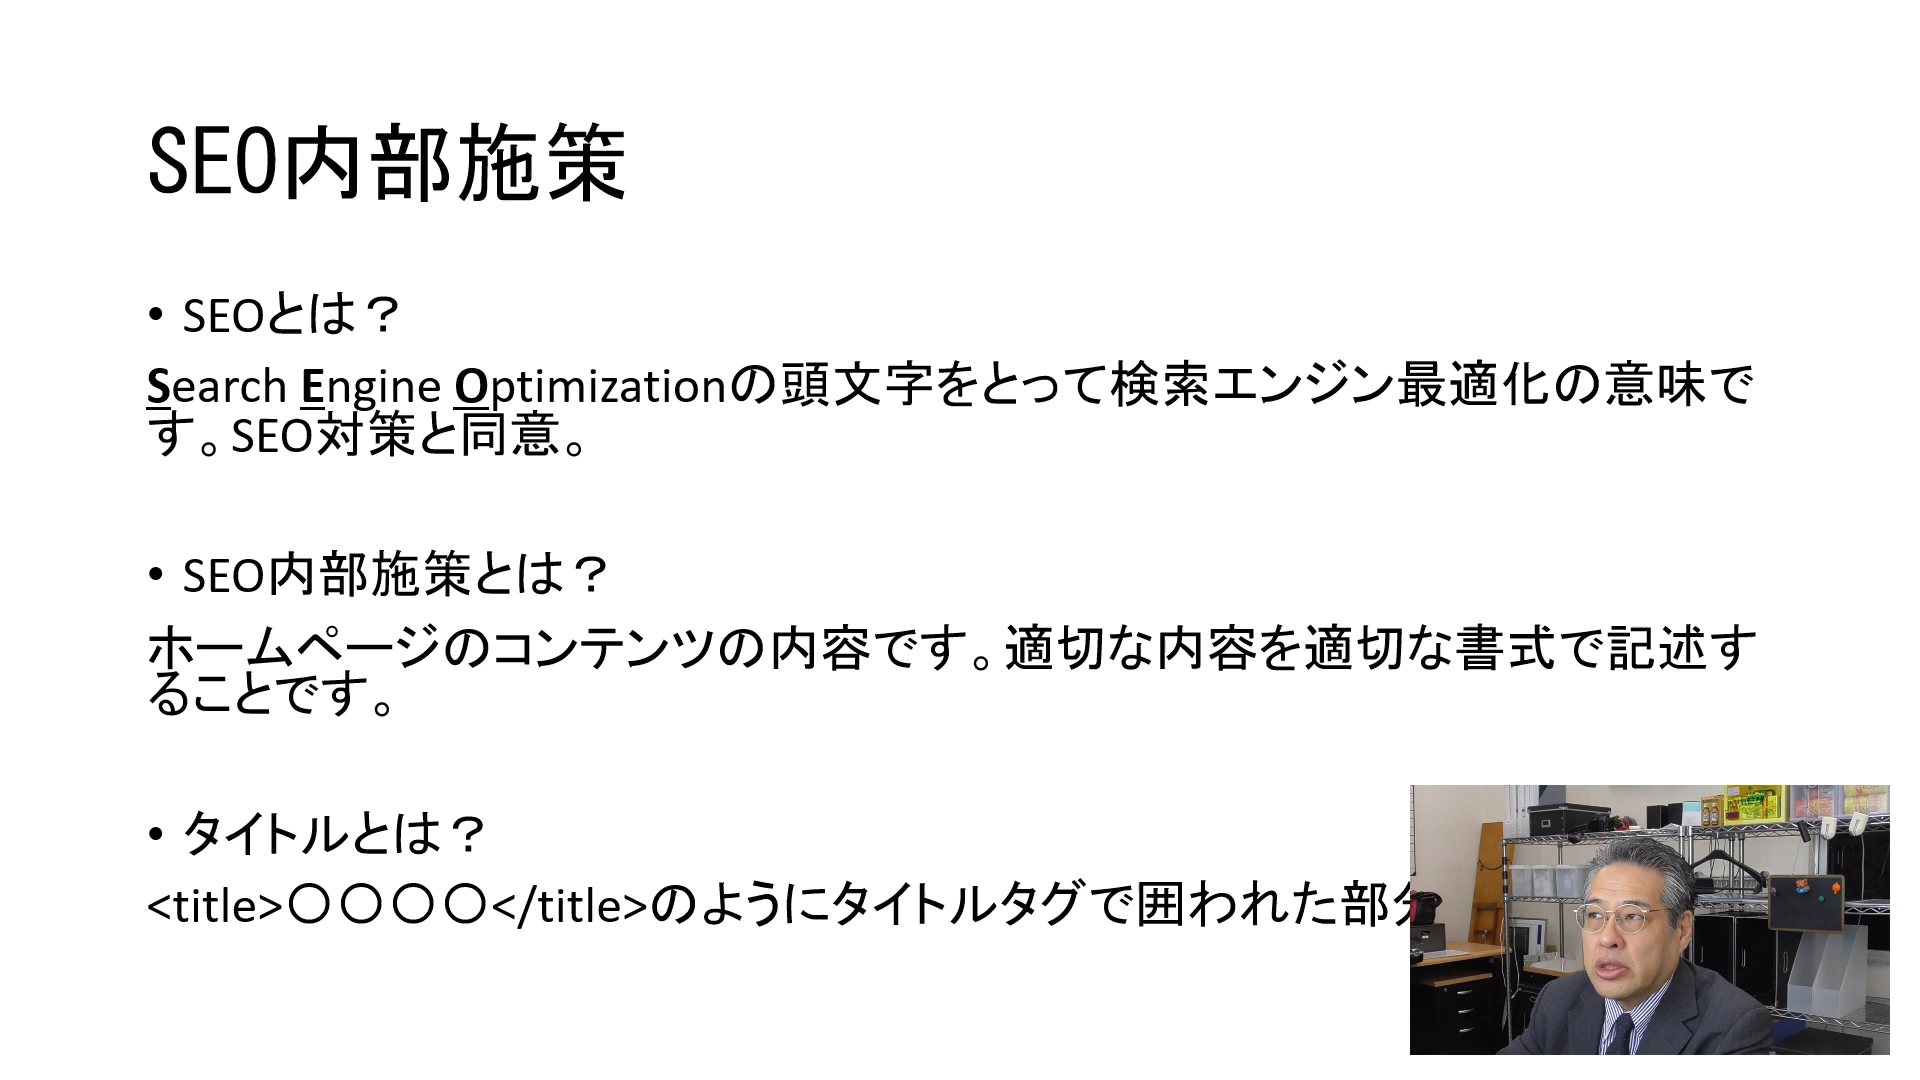 SEO内部施策
• SEOとは？
Search Engine Optimizationの頭文字をとって検索エンジン最適化の意味で
す。SEO対策と同意。
• SEO内部施策とは？
ホームページのコンテンツの内容です。適切な内容を適切な書式で記述す
ることです。
• タイトルとは？
<title>〇〇〇〇</title>のようにタイトルタグで囲われた部